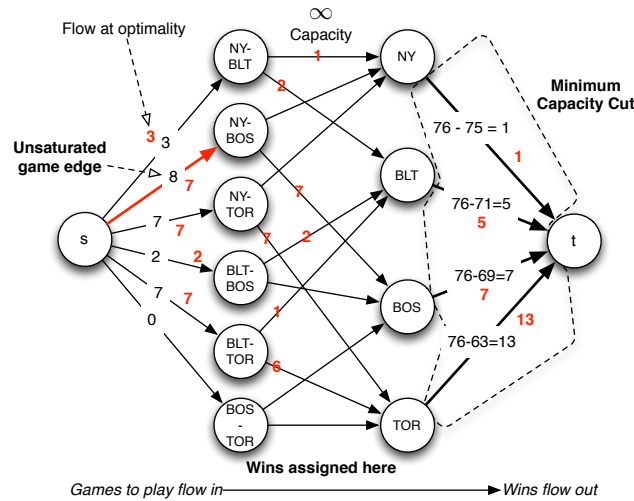 Flow at optimality
∞
Capacity
NY-
BLT
1
NY
2
Minimum
Capacity Cut
3
3
NY-
BOS
76 - 75 = 1
Unsaturated
game edge
8
7
1
BLT
7
NY-
TOR
76-71=5
5
7
7
7
s
t
2
2
2
BLT-
BOS
76-69=7
7
7
7
BOS
0
1
13
BLT-
TOR
76-63=13
6
BOS
-
TOR
TOR
Wins assigned here
Games to play flow in
Wins flow out